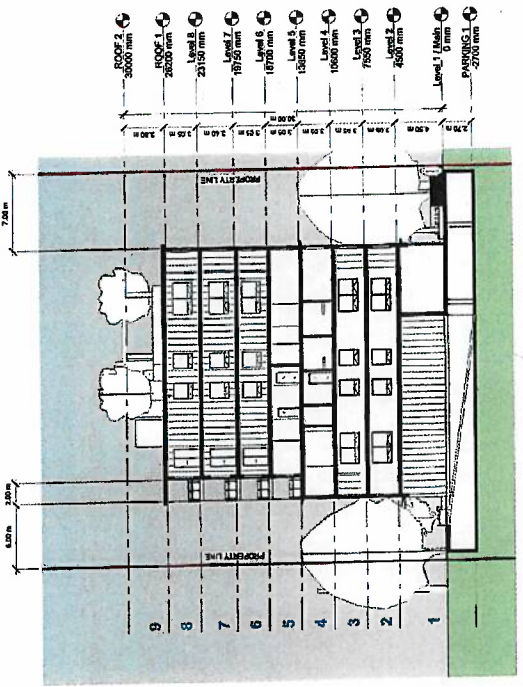 ROOF 2
30000 mm
ROOF 1
26200 mm
Level 8
23150 mm
Level 7
19750 mm
Level 6
16700 mm
Level 5
13650 mm
Level 4
10600 mm
Level 3
7550 mm
Level 2
4500 mm
Level 1 / Main
0 mm
PARKING 1
-2700 mm
30.00 m
3.80 m
3.05 m
3.40 m
3.05 m
3.05 m
3.05 m
3.05 m
3.05 m
4.50 m
2.70 m
7.00 m
2.00 m
6.00 m
PROPERTY LINE
PROPERTY LINE
9
8
7
6
5
4
3
2
1